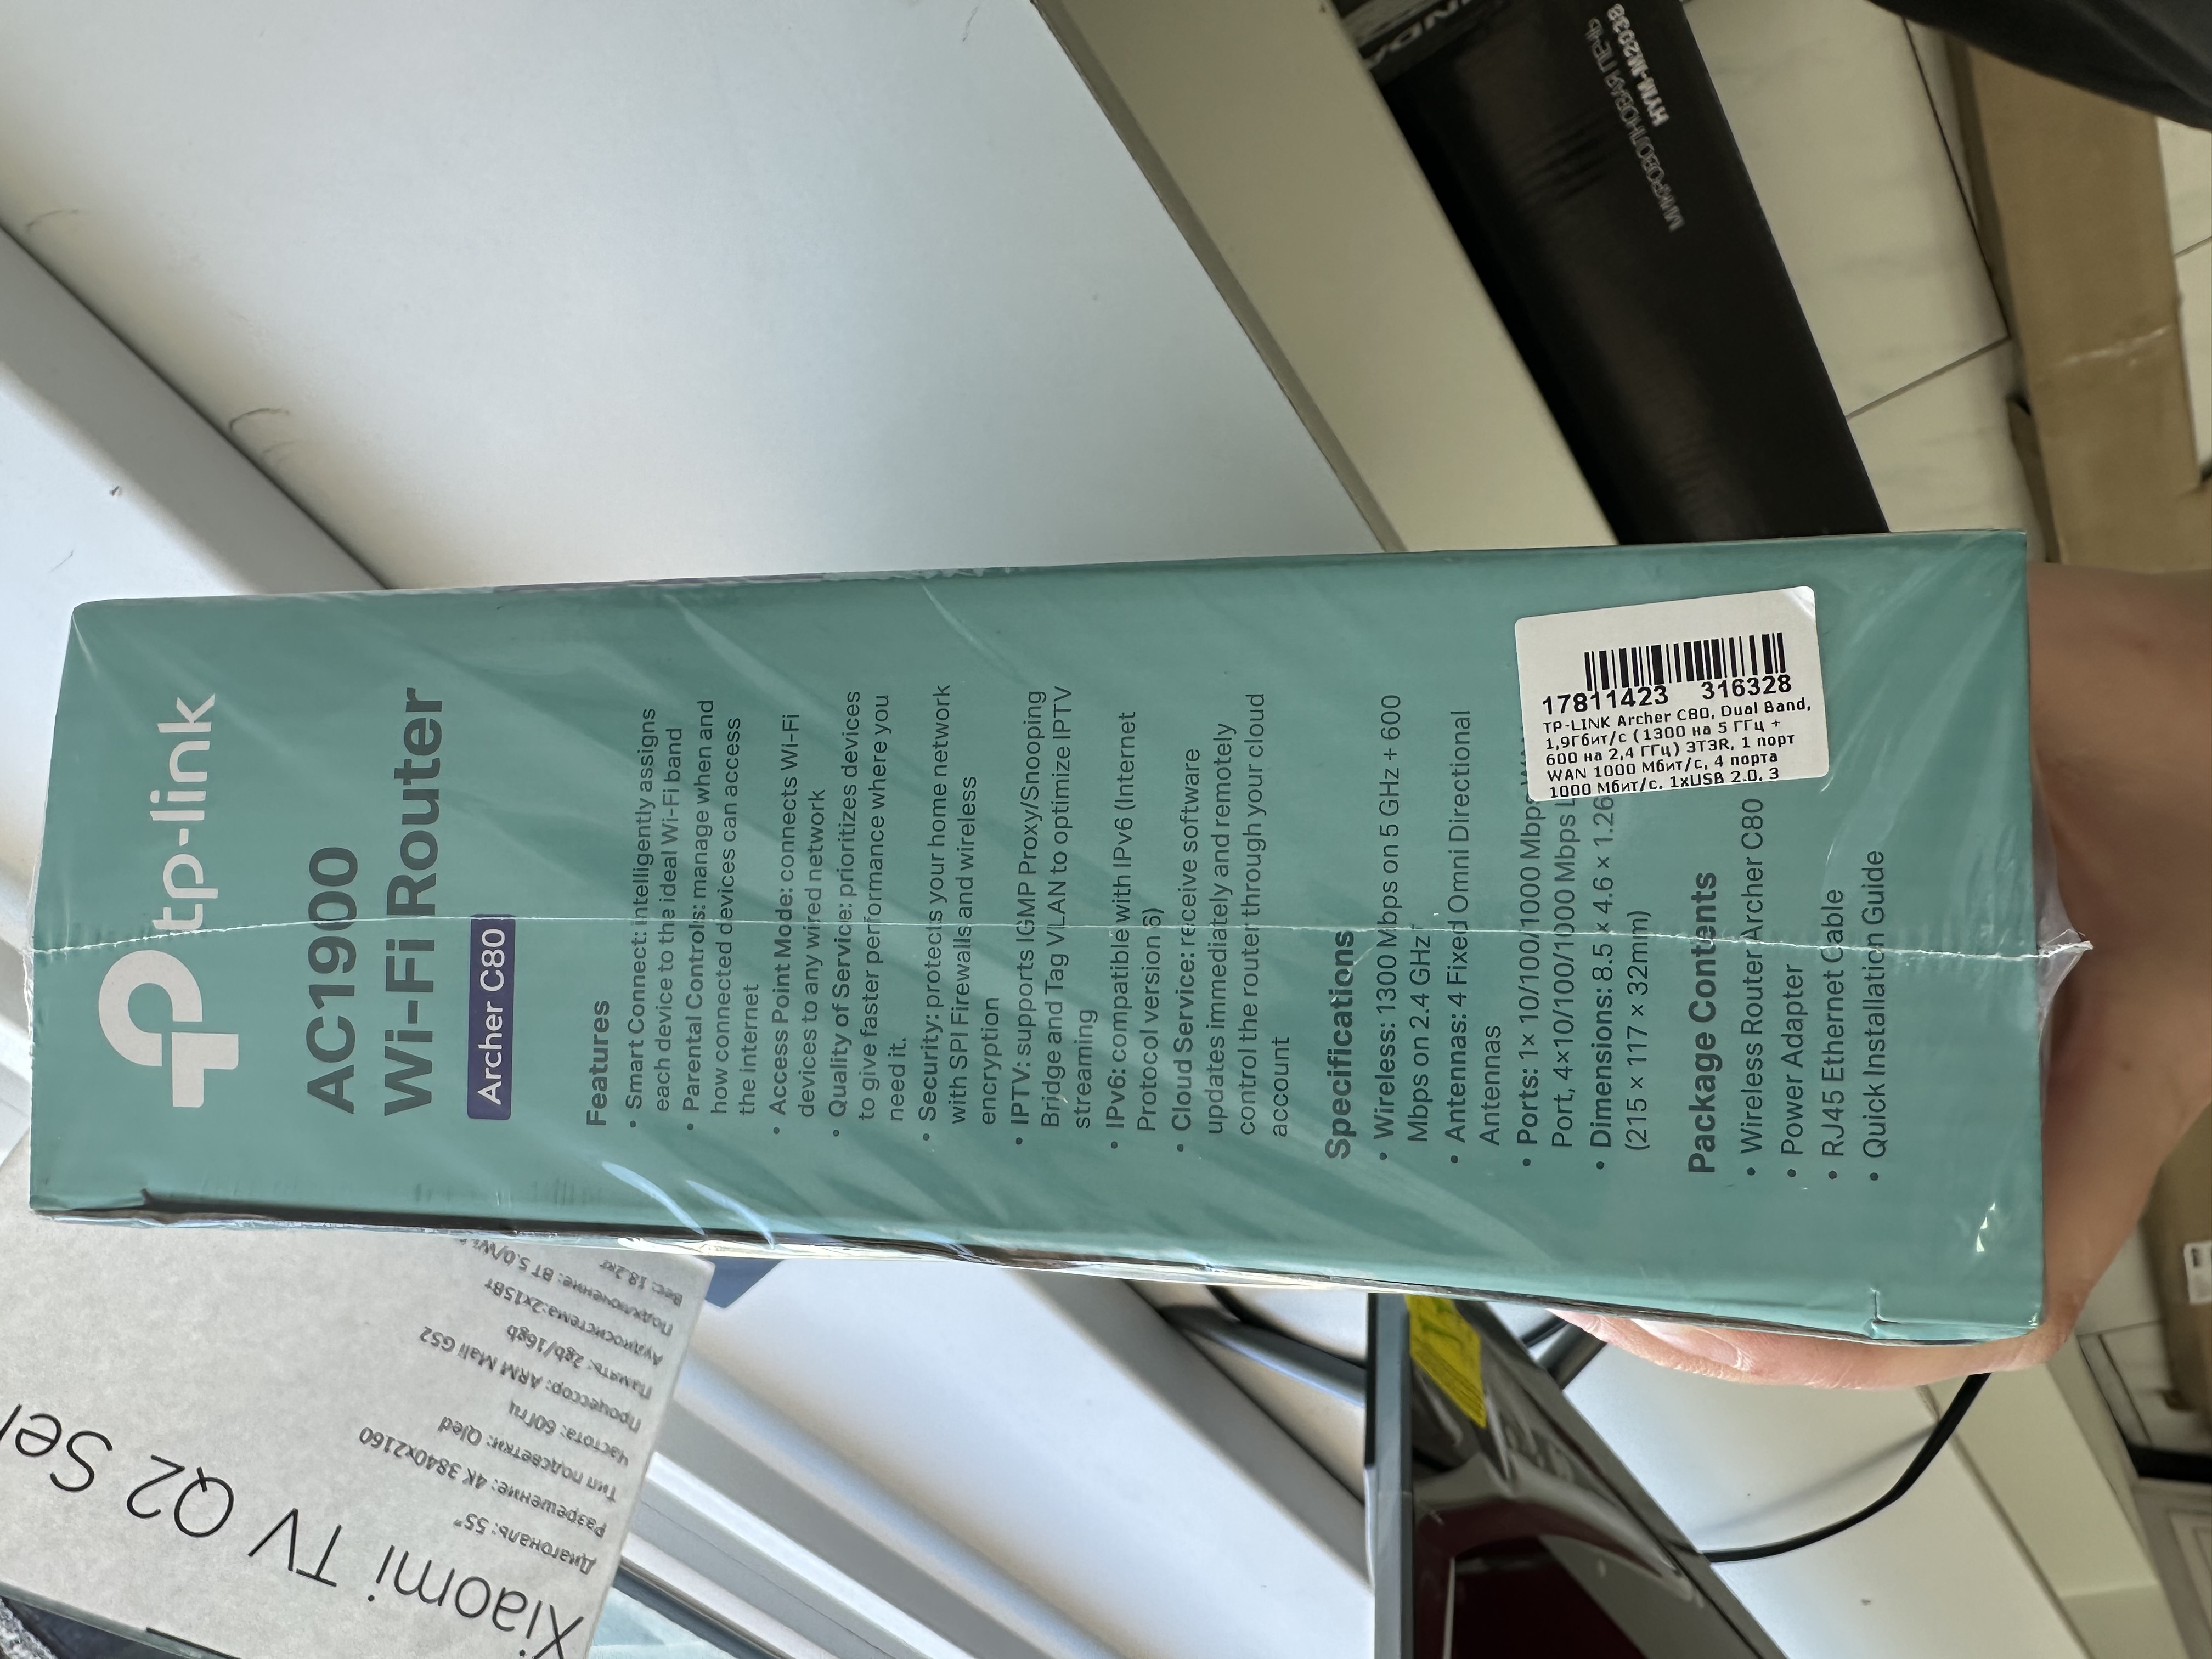 tp-link
AC1900
Wi-Fi Router
Archer C80
Features
• Smart Connect: intelligently assigns
each device to the ideal Wi-Fi band
• Parental Controls: manage when and
how connected devices can access
the internet
• Access Point Mode: connects Wi-Fi
devices to any wired network
• Quality of Service: prioritizes devices
to give faster performance where you
need it.
• Security: protects your home network
with SPI Firewalls and wireless
encryption
• IPTV: supports IGMP Proxy/Snooping
Bridge and Tag VLAN to optimize IPTV
streaming
• IPv6: compatible with IPv6 (Internet
Protocol version 6)
• Cloud Service: receive software
updates immediately and remotely
control the router through your cloud
account
Specifications
• Wireless: 1300 Mbps on 5 GHz + 600
Mbps on 2.4 GHz
• Antennas: 4 Fixed Omni Directional
Antennas
• Ports: 1× 10/100/1000 Mbps
Port, 4×10/100/1000 Mbps L
• Dimensions: 8.5 × 4.6 × 1.26
(215 × 117 × 32mm)
Package Contents
• Wireless Router Archer C80
• Power Adapter
• RJ45 Ethernet Cable
• Quick Installation Guide
17811423 316328
TP-LINK Archer C80, Dual Band,
1,9Гбит/с (1300 на 5 ГГц +
600 на 2,4 ГГц) 3T3R, 1 порт
WAN 1000 Мбит/с, 4 порта
1000 Мбит/с, 1xUSB 2.0, 3
Xiaomi TV Q2 Ser
Диагональ: 55"
Разрешение: 4K 3840x2160
Тип подсветки: Qled
Частота: 60Гц
Процессор: ARM Mali G52
Память: 2gb/16gb
Аудиосистема: 2x15Вт
Подключение: BT 5.0/Wi-
Вес: 18.2кг
МИКРОВОЛНОВАЯ ПЕЧЬ
HYM-M2038